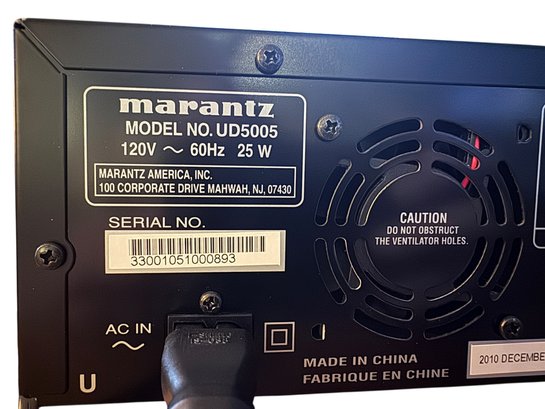 marantz
MODEL NO. UD5005
120V ~ 60Hz 25 W
MARANTZ AMERICA, INC.
100 CORPORATE DRIVE MAHWAH, NJ, 07430
SERIAL NO.
33001051000893
CAUTION
DO NOT OBSTRUCT
THE VENTILATOR HOLES.
AC IN
~
MADE IN CHINA
FABRIQUE EN CHINE
2010 DECEMBE
U